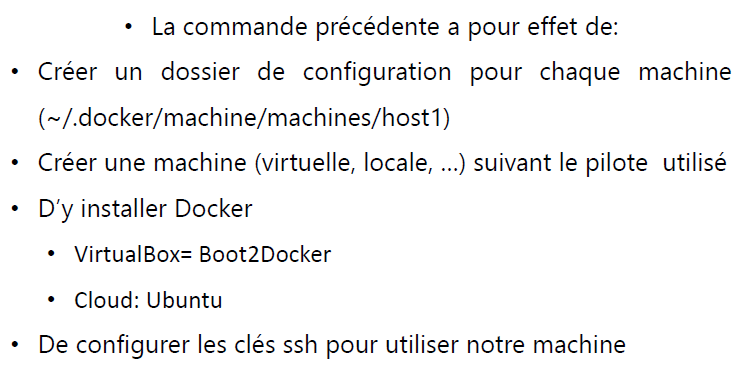 • La commande précédente a pour effet de:
• Créer un dossier de configuration pour chaque machine
(~/.docker/machine/machines/host1)
• Créer une machine (virtuelle, locale, …) suivant le pilote utilisé
• D’y installer Docker
• VirtualBox= Boot2Docker
• Cloud: Ubuntu
• De configurer les clés ssh pour utiliser notre machine